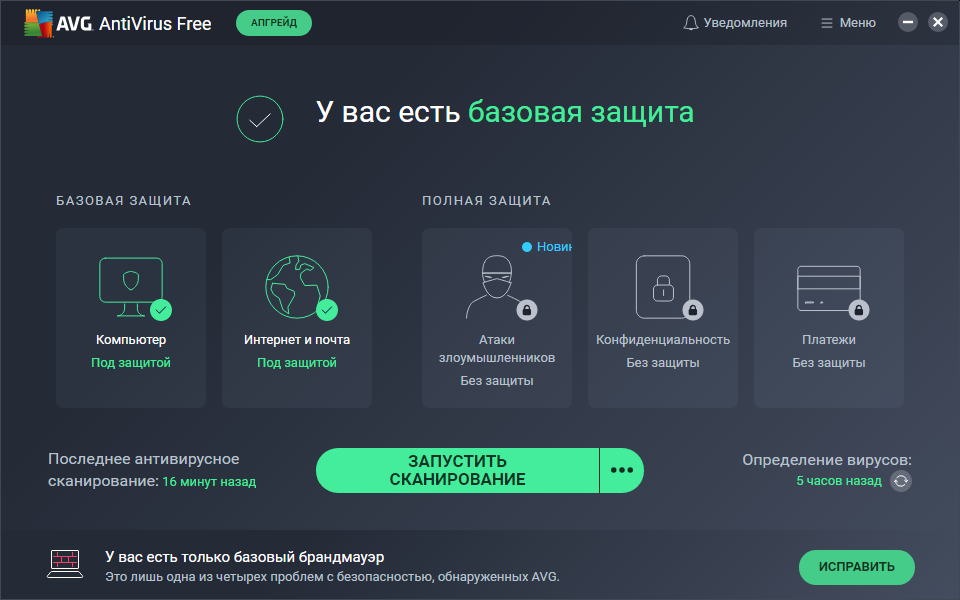 AVG AntiVirus Free
АПГРЕЙД
Уведомления
Меню
У вас есть базовая защита
БАЗОВАЯ ЗАЩИТА
ПОЛНАЯ ЗАЩИТА
Компьютер
Под защитой
Интернет и почта
Под защитой
Новин
Атаки
злоумышленников
Без защиты
Конфиденциальность
Без защиты
Платежи
Без защиты
Последнее антивирусное
сканирование: 16 минут назад
ЗАПУСТИТЬ
СКАНИРОВАНИЕ
Определение вирусов:
5 часов назад
У вас есть только базовый брандмауэр
Это лишь одна из четырех проблем с безопасностью, обнаруженных AVG.
ИСПРАВИТЬ